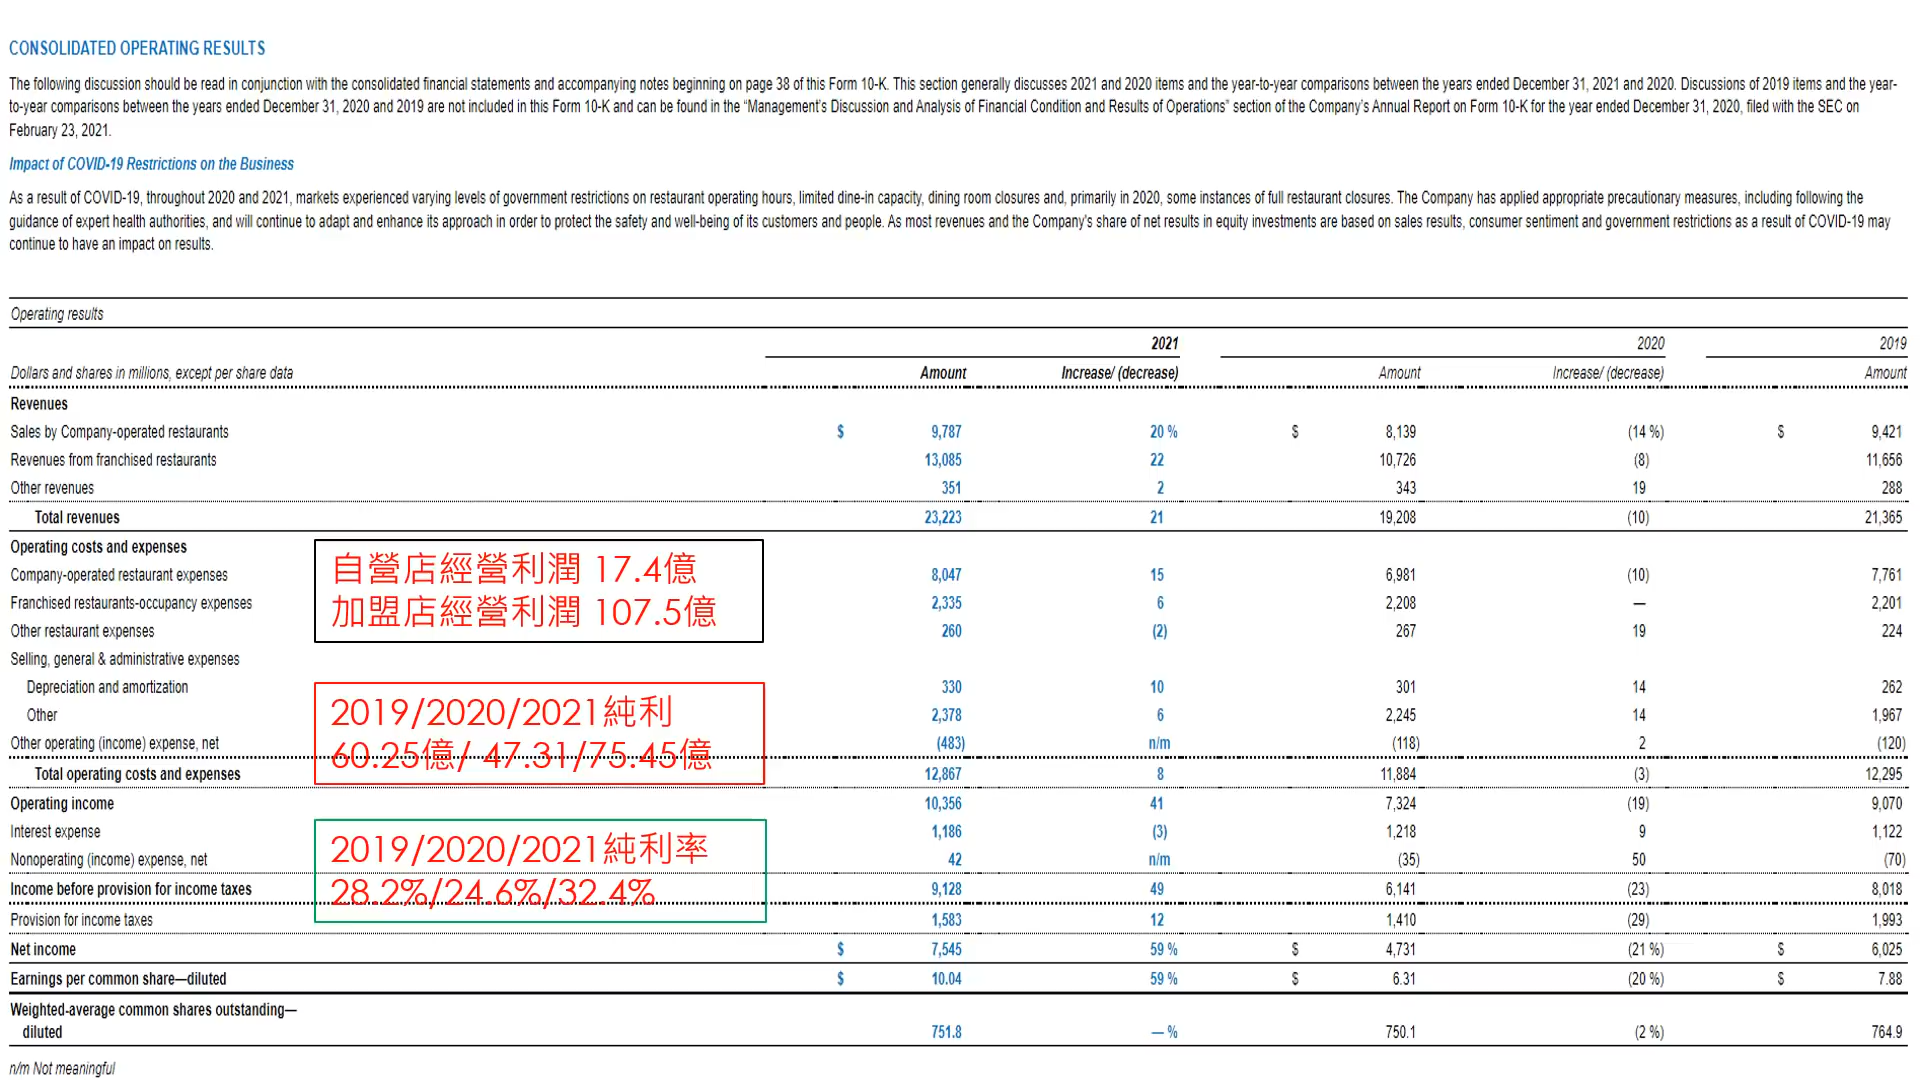 CONSOLIDATED OPERATING RESULTS
The following discussion should be read in conjunction with the consolidated financial statements and accompanying notes beginning on page 38 of this Form 10-K. This section generally discusses 2021 and 2020 items and the year-to-year comparisons between the years ended December 31, 2021 and 2020. Discussions of 2019 items and the year-
to-year comparisons between the years ended December 31, 2020 and 2019 are not included in this Form 10-K and can be found in the “Management’s Discussion and Analysis of Financial Condition and Results of Operations” section of the Company’s Annual Report on Form 10-K for the year ended December 31, 2020, filed with the SEC on
February 23, 2021.
Impact of COVID-19 Restrictions on the Business
As a result of COVID-19, throughout 2020 and 2021, markets experienced varying levels of government restrictions on restaurant operating hours, limited dine-in capacity, dining room closures and, primarily in 2020, some instances of full restaurant closures. The Company has applied appropriate precautionary measures, including following the
guidance of expert health authorities, and will continue to adapt and enhance its approach in order to protect the safety and well-being of its customers and people. As most revenues and the Company's share of net results in equity investments are based on sales results, consumer sentiment and government restrictions as a result of COVID-19 may
continue to have an impact on results.
Operating results
2021 2020 2019
Dollars and shares in millions, except per share data Amount Increase/ (decrease) Amount Increase/ (decrease) Amount
Revenues
Sales by Company-operated restaurants $ 9,787 20 % $ 8,139 (14 %) $ 9,421
Revenues from franchised restaurants 13,085 22 10,726 (8) 11,656
Other revenues 351 2 343 19 288
Total revenues 23,223 21 19,208 (10) 21,365
Operating costs and expenses
自營店經營利潤 17.4億
Company-operated restaurant expenses 8,047 15 6,981 (10) 7,761
Franchised restaurants-occupancy expenses 2,335 6 2,208 — 2,201
加盟店經營利潤 107.5億
Other restaurant expenses 260 (2) 267 19 224
Selling, general & administrative expenses
Depreciation and amortization 330 10 301 14 262
2019/2020/2021純利
Other 2,378 6 2,245 14 1,967
Other operating (income) expense, net (483) n/m (118) 2 (120)
60.25億/ 47.31/75.45億
Total operating costs and expenses 12,867 8 11,884 (3) 12,295
Operating income 10,356 41 7,324 (19) 9,070
Interest expense 1,186 (3) 1,218 9 1,122
2019/2020/2021純利率
Nonoperating (income) expense, net 42 n/m (35) 50 (70)
Income before provision for income taxes 9,128 49 6,141 (23) 8,018
28.2%/24.6%/32.4%
Provision for income taxes 1,583 12 1,410 (29) 1,993
Net income $ 7,545 59 % $ 4,731 (21 %) $ 6,025
Earnings per common share—diluted $ 10.04 59 % $ 6.31 (20 %) $ 7.88
Weighted-average common shares outstanding—
diluted 751.8 — % 750.1 (2 %) 764.9
n/m Not meaningful